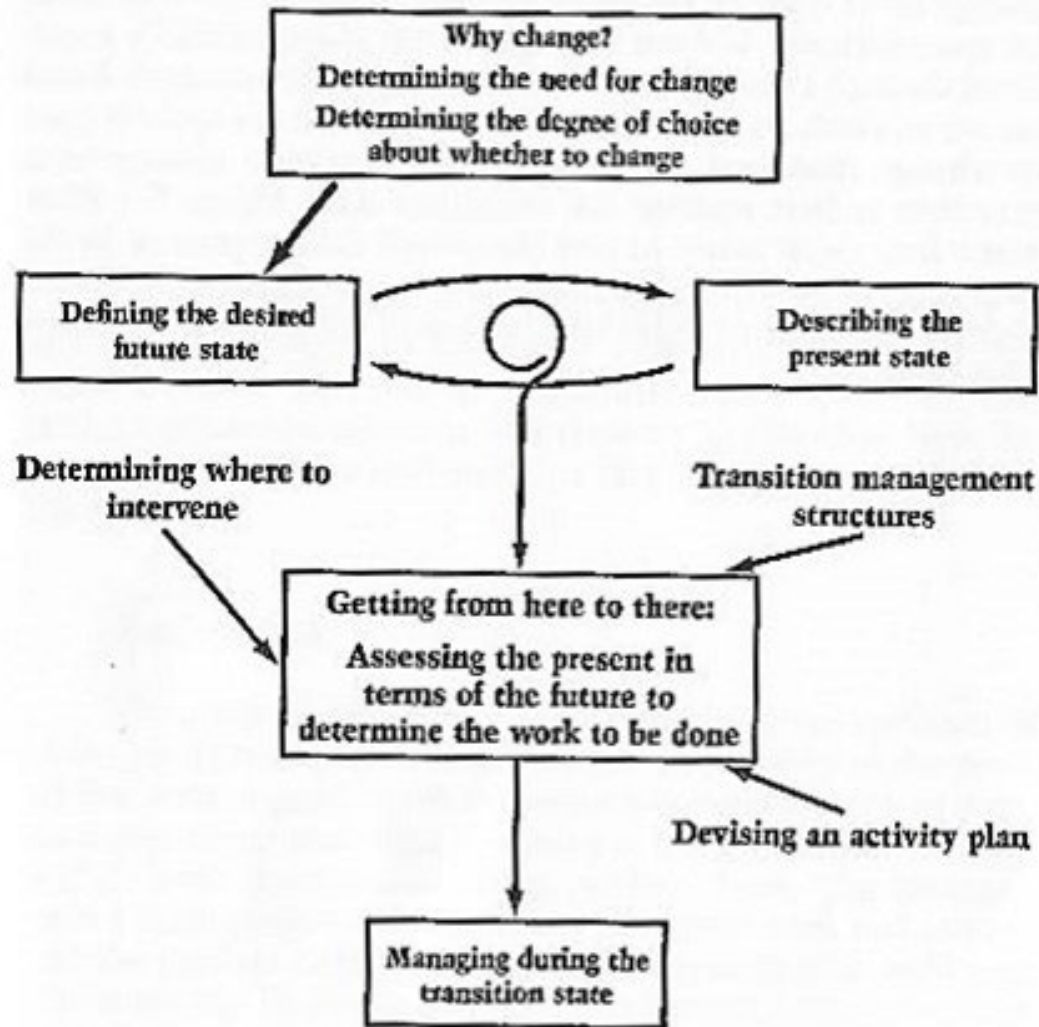 Why change?
Determining the need for change
Determining the degree of choice
about whether to change
Defining the desired
future state
Describing the
present state
Determining where to
intervene
Transition management
structures
Getting from here to there:
Assessing the present in
terms of the future to
determine the work to be done
Devising an activity plan
Managing during the
transition state